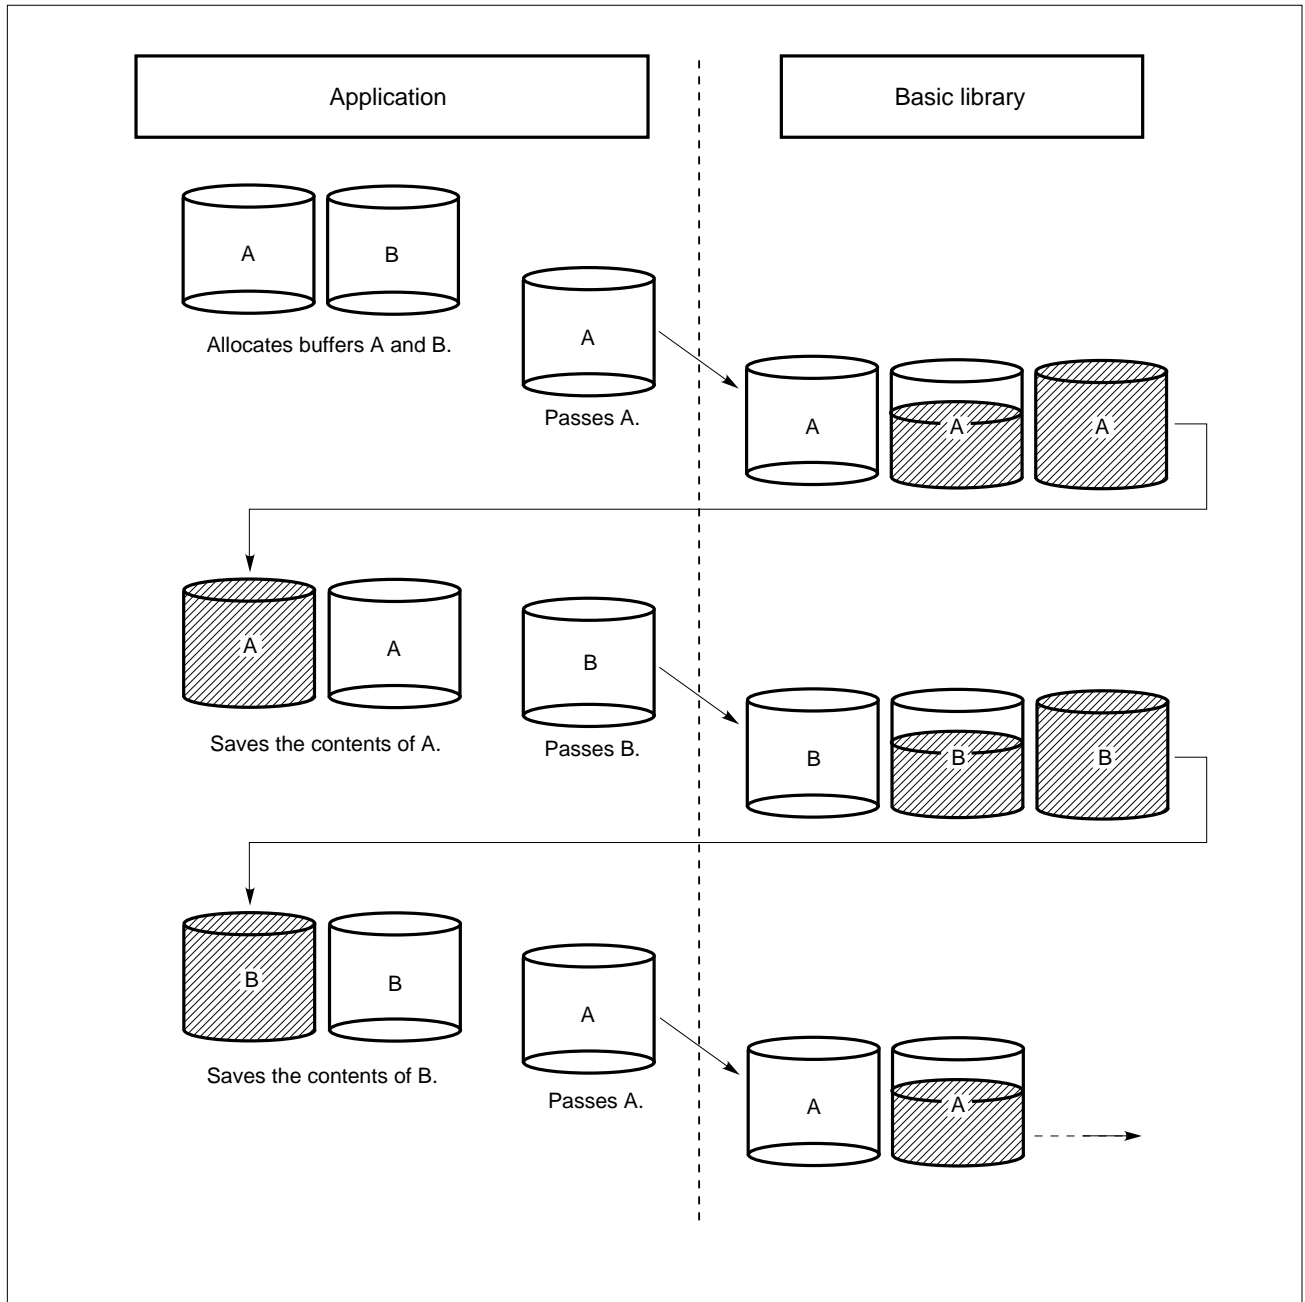 Application
Basic library
A
B
Allocates buffers A and B.
A
Passes A.
A
A
A
A
A
Saves the contents of A.
B
Passes B.
B
B
B
B
B
Saves the contents of B.
A
Passes A.
A
A